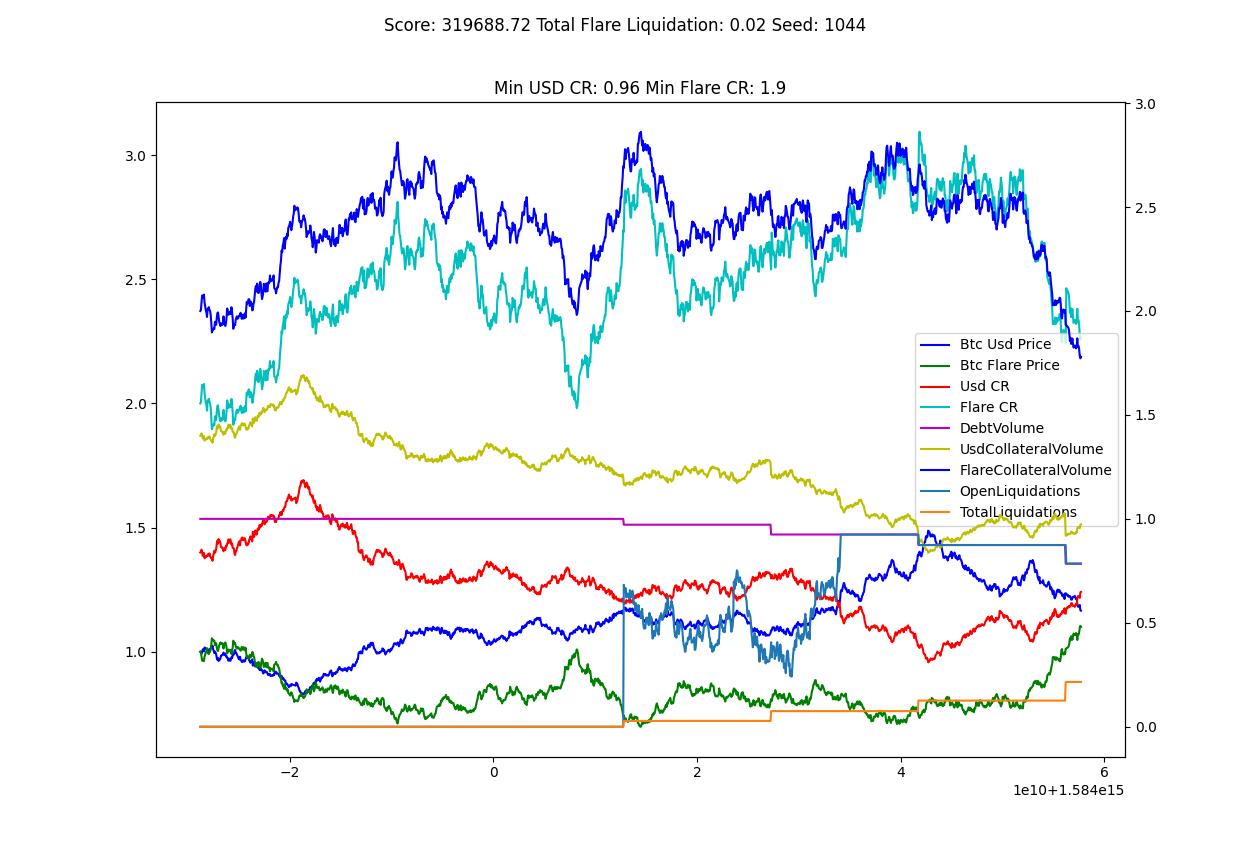 Score: 319688.72 Total Flare Liquidation: 0.02 Seed: 1044
Min USD CR: 0.96 Min Flare CR: 1.9
3.0
2.5
2.0
1.5
1.0
3.0
2.5
2.0
1.5
1.0
0.5
0.0
Btc Usd Price
Btc Flare Price
Usd CR
Flare CR
DebtVolume
UsdCollateralVolume
FlareCollateralVolume
OpenLiquidations
TotalLiquidations
−2 0 2 4 6
1e10+1.584e15